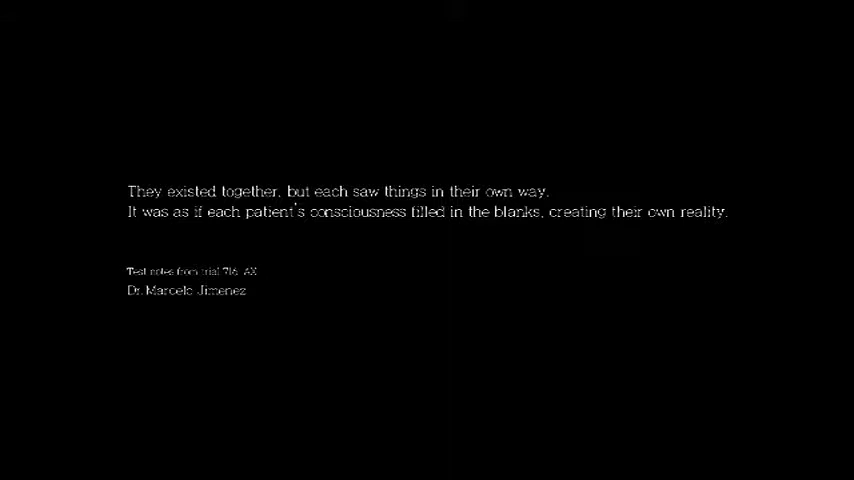 They existed together, but each saw things in their own way.
It was as if each patient's consciousness filled in the blanks, creating their own reality.
Test notes from trial 716. AX
Dr. Marcelo Jimenez